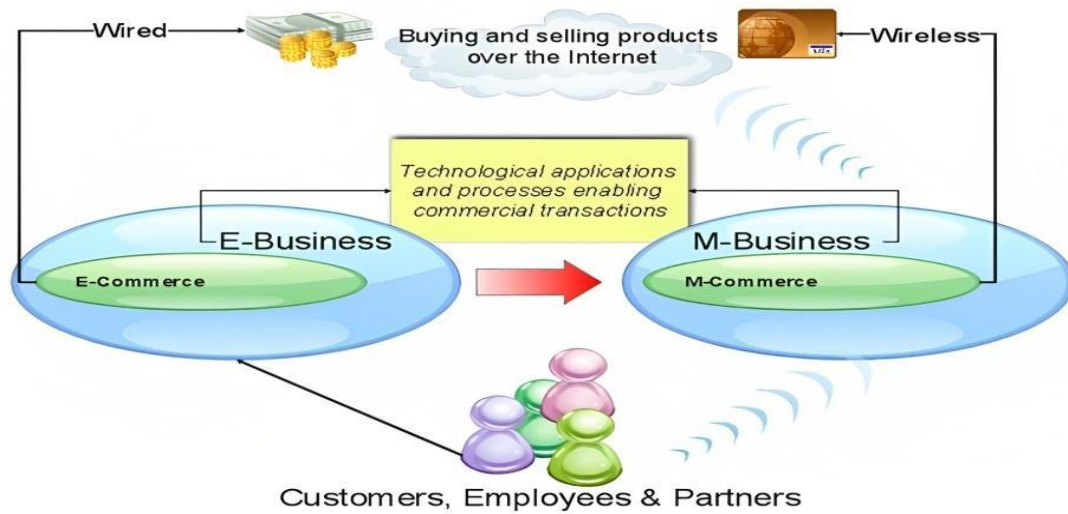 Wired
Buying and selling products
over the Internet
Wireless
Technological applications
and processes enabling
commercial transactions
E-Business
M-Business
E-Commerce
M-Commerce
Customers, Employees & Partners